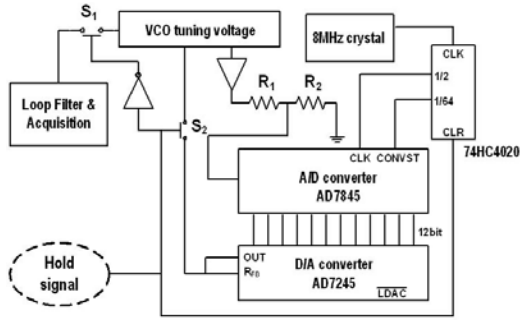 S1
VCO tuning voltage
8MHz crystal
CLK
1/2
1/64
CLR
74HC4020
Loop Filter &
Acquisition
S2
R1
R2
CLK CONVST
A/D converter
AD7845
12bit
OUT
RFB
D/A converter
AD7245
LDAC
Hold
signal